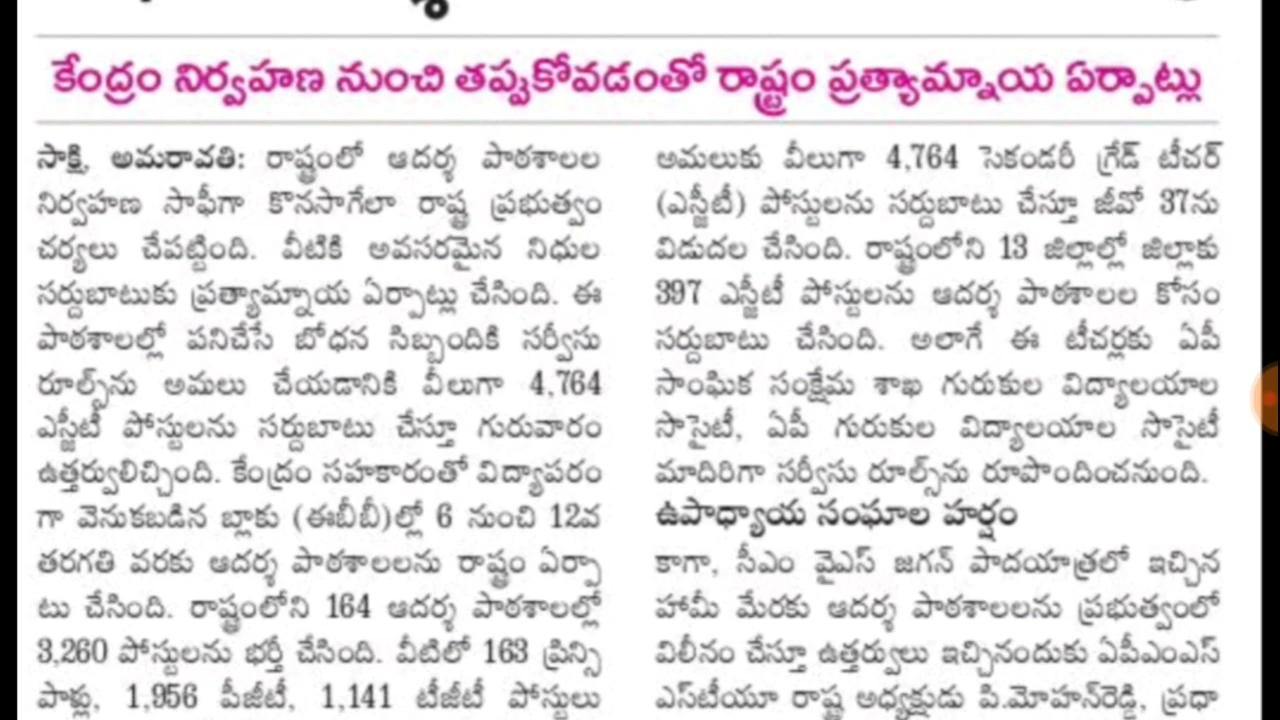 కేంద్రం నిర్వహణ నుంచి తప్పుకోవడంతో రాష్ట్రం ప్రత్యామ్నాయ ఏర్పాట్లు
సాక్షి, అమరావతి: రాష్ట్రంలో ఆదర్శ పాఠశాలల
నిర్వహణ సాఫీగా కొనసాగేలా రాష్ట్ర ప్రభుత్వం
చర్యలు చేపట్టింది. వీటికి అవసరమైన నిధుల
సర్దుబాటుకు ప్రత్యామ్నాయ ఏర్పాట్లు చేసింది. ఈ
పాఠశాలల్లో పనిచేసే బోధన సిబ్బందికి సర్వీసు
రూల్స్‌ను అమలు చేయడానికి వీలుగా 4,764
ఎస్జీటీ పోస్టులను సర్దుబాటు చేస్తూ గురువారం
ఉత్తర్వులిచ్చింది. కేంద్రం సహకారంతో విద్యాపరం
గా వెనుకబడిన బ్లాకు (ఈబీబీ)ల్లో 6 నుంచి 12వ
తరగతి వరకు ఆదర్శ పాఠశాలలను రాష్ట్రం ఏర్పా
టు చేసింది. రాష్ట్రంలోని 164 ఆదర్శ పాఠశాలల్లో
3,260 పోస్టులను భర్తీ చేసింది. వీటిలో 163 ప్రిన్సి
పాళ్లు, 1,956 పీజీటీ, 1,141 టీజీటీ పోస్టులు
అమలుకు వీలుగా 4,764 సెకండరీ గ్రేడ్ టీచర్
(ఎస్జీటీ) పోస్టులను సర్దుబాటు చేస్తూ జీవో 37ను
విడుదల చేసింది. రాష్ట్రంలోని 13 జిల్లాల్లో జిల్లాకు
397 ఎస్జీటీ పోస్టులను ఆదర్శ పాఠశాలల కోసం
సర్దుబాటు చేసింది. అలాగే ఈ టీచర్లకు ఏపీ
సాంఘిక సంక్షేమ శాఖ గురుకుల విద్యాలయాల
సొసైటీ, ఏపీ గురుకుల విద్యాలయాల సొసైటీ
మాదిరిగా సర్వీసు రూల్స్‌ను రూపొందించనుంది.
ఉపాధ్యాయ సంఘాల హర్షం
కాగా, సీఎం వైఎస్ జగన్ పాదయాత్రలో ఇచ్చిన
హామీ మేరకు ఆదర్శ పాఠశాలలను ప్రభుత్వంలో
విలీనం చేస్తూ ఉత్తర్వులు ఇచ్చినందుకు ఏపీఎంఎస్
ఎస్‌టీయూ రాష్ట్ర అధ్యక్షుడు పి.మోహన్‌రెడ్డి, ప్రధా